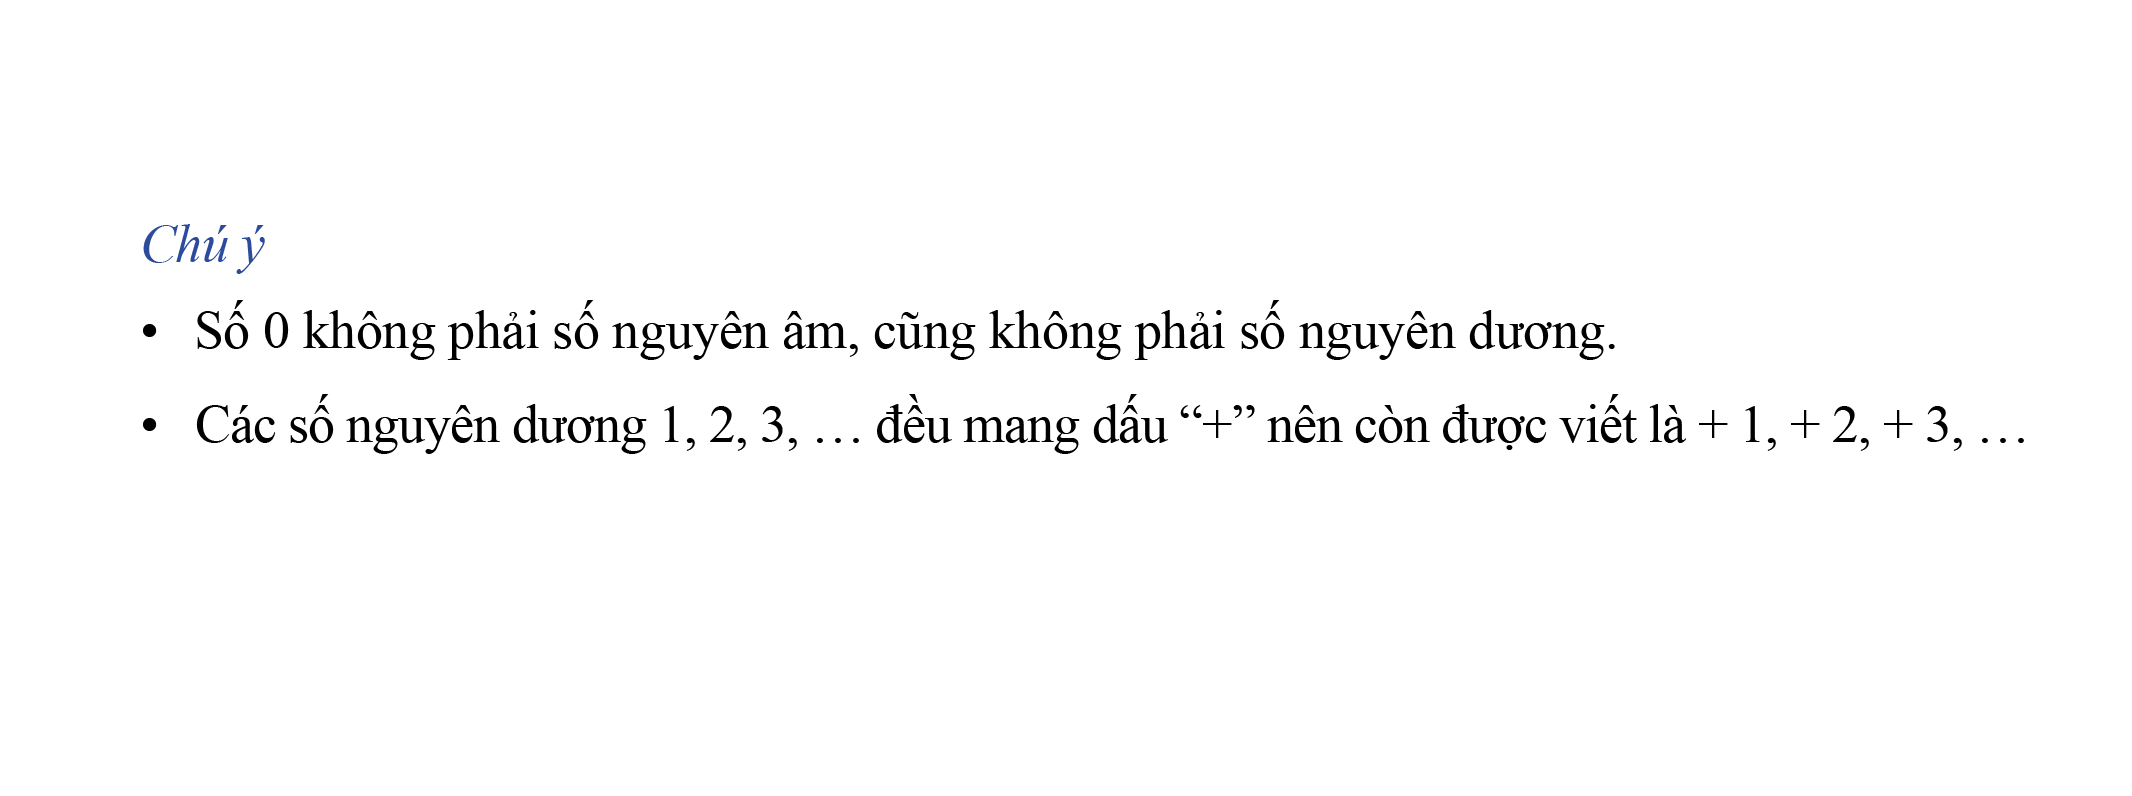 Chú ý
• Số 0 không phải số nguyên âm, cũng không phải số nguyên dương.
• Các số nguyên dương 1, 2, 3, … đều mang dấu “+” nên còn được viết là + 1, + 2, + 3, …